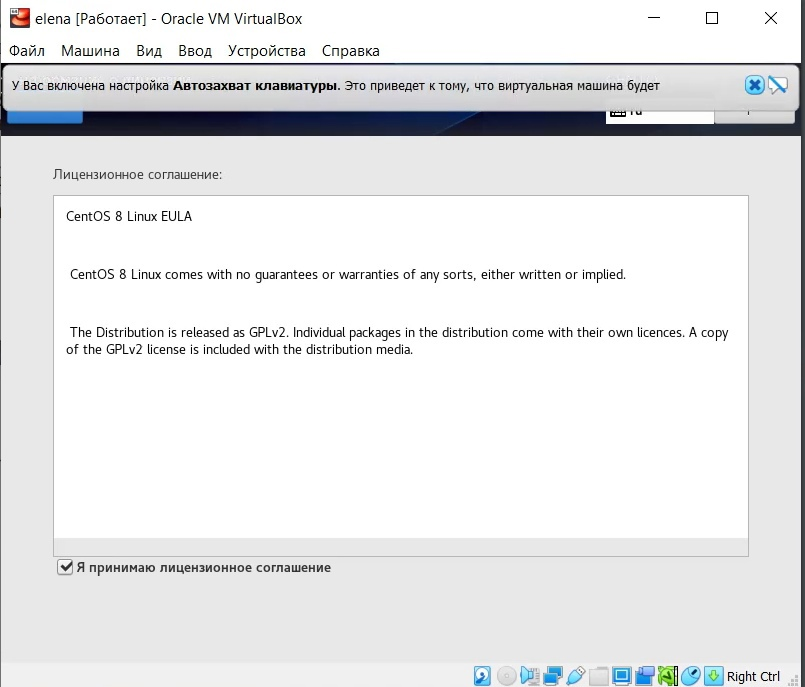 elena [Работает] - Oracle VM VirtualBox
Файл Машина Вид Ввод Устройства Справка
У Вас включена настройка Автозахват клавиатуры. Это приведет к тому, что виртуальная машина будет
ru
Лицензионное соглашение:
CentOS 8 Linux EULA
CentOS 8 Linux comes with no guarantees or warranties of any sorts, either written or implied.
The Distribution is released as GPLv2. Individual packages in the distribution come with their own licences. A copy
of the GPLv2 license is included with the distribution media.
Я принимаю лицензионное соглашение
Right Ctrl